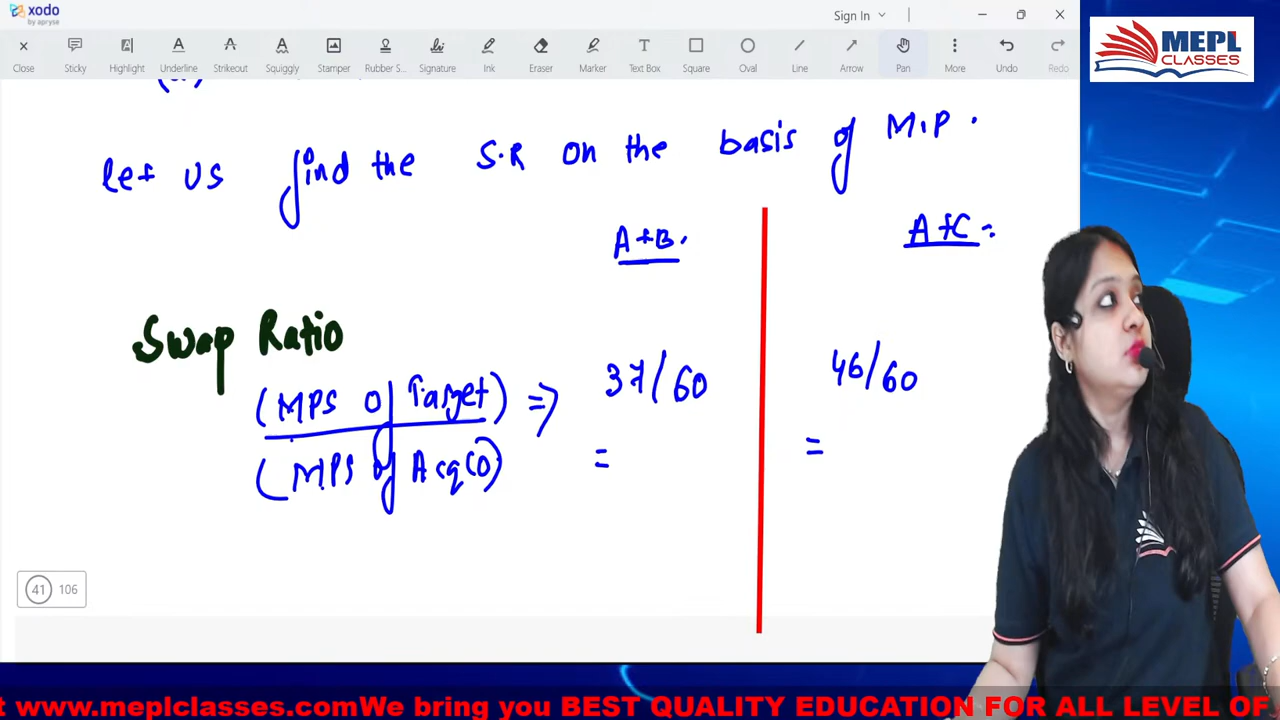 xodo
by apryse
Sign In
MEPL
CLASSES
Close Sticky Highlight Underline Strikeout Squiggly Stamper Rubber Signa Eraser Marker Text Box Square Oval Line Arrow Pan More Undo Redo
(a)
Let us find the S.R on the basis of M.P.
A+B. A+C=
Swap Ratio
(MPS of Target) => 37/60 46/60
(MPS of Acq CO) = =
41 106
t www.meplclasses.comWe bring you BEST QUALITY EDUCATION FOR ALL LEVEL OF